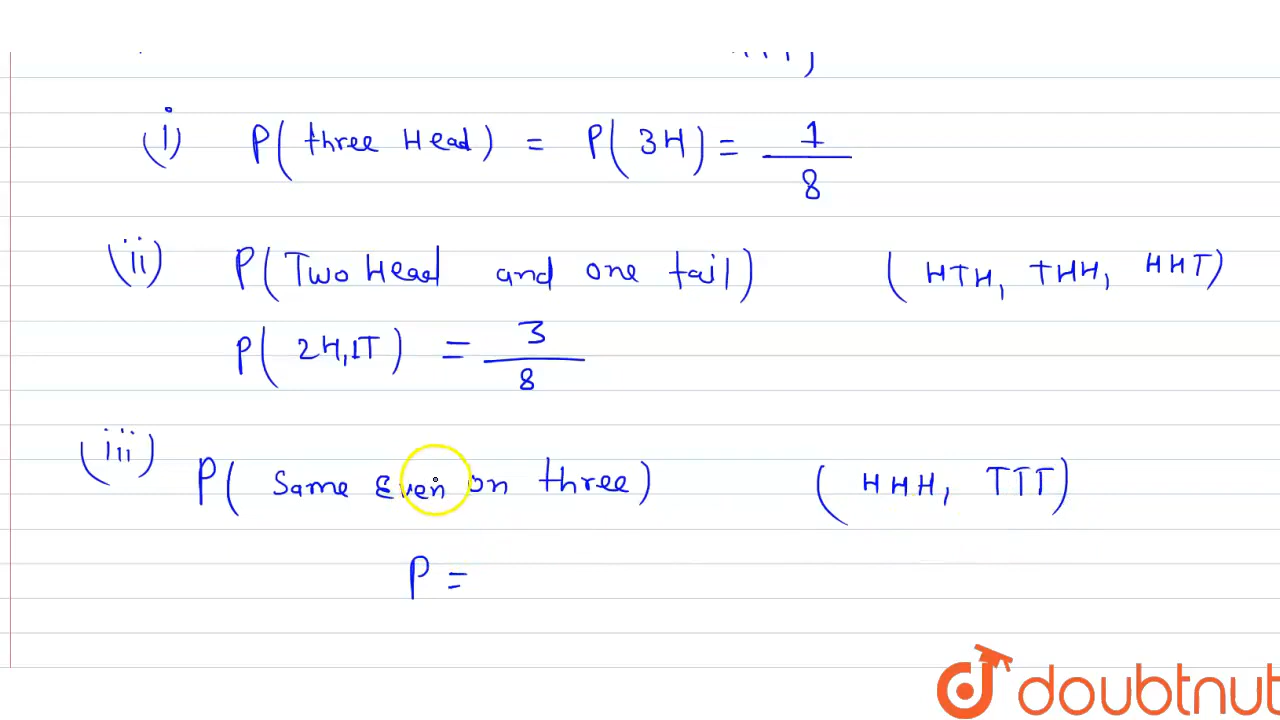 (i) P( three Head) = P( 3H) = 1/8
(ii) P( Two Head and one tail) ( HTH, THH, HHT)
P( 2H,1T) = 3/8
(iii) P( Same Even on three) ( HHH, TTT)
P =
doubtnut